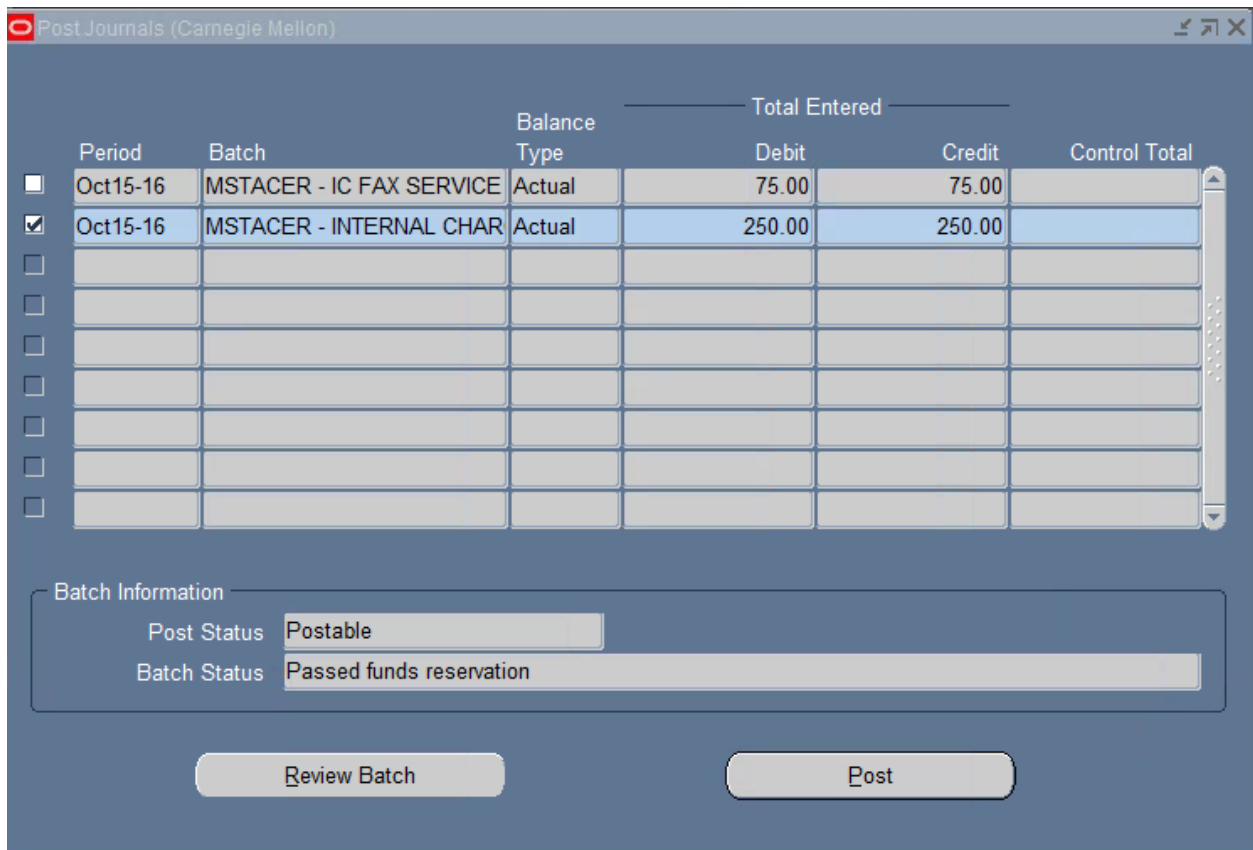 Post Journals (Carnegie Mellon)
Total Entered
Balance
Period Batch Type Debit Credit Control Total
Oct15-16 MSTACER - IC FAX SERVICE Actual 75.00 75.00
Oct15-16 MSTACER - INTERNAL CHAR Actual 250.00 250.00
Batch Information
Post Status Postable
Batch Status Passed funds reservation
Review Batch Post